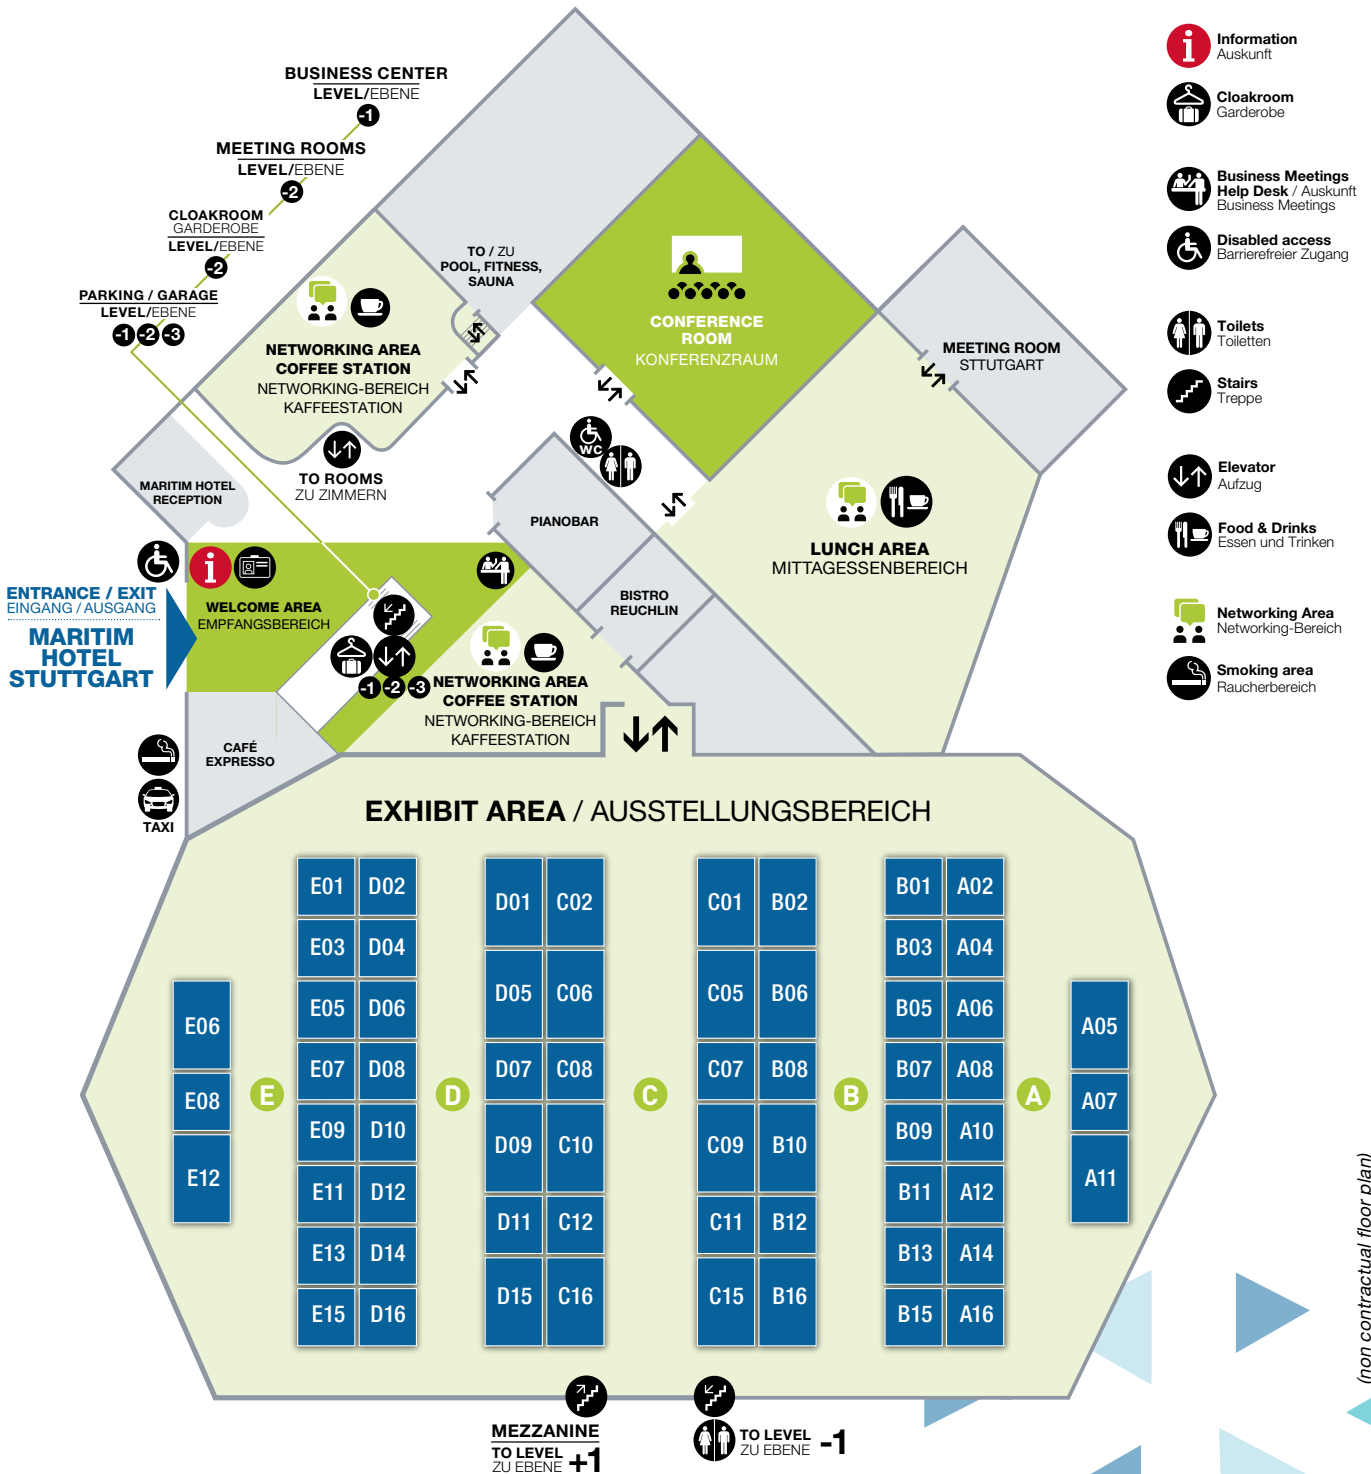 BUSINESS CENTER
LEVEL/EBENE
-1
MEETING ROOMS
LEVEL/EBENE
-2
CLOAKROOM
GARDEROBE
LEVEL/EBENE
-2
PARKING / GARAGE
LEVEL/EBENE
-1 -2 -3
TO / ZU
POOL, FITNESS,
SAUNA
NETWORKING AREA
COFFEE STATION
NETWORKING-BEREICH
KAFFEESTATION
CONFERENCE
ROOM
KONFERENZRAUM
MEETING ROOM
STTUTGART
TO ROOMS
ZU ZIMMERN
MARITIM HOTEL
RECEPTION
WC
PIANOBAR
LUNCH AREA
MITTAGESSENBEREICH
BISTRO
REUCHLIN
i
WELCOME AREA
EMPFANGSBEREICH
ENTRANCE / EXIT
EINGANG / AUSGANG
MARITIM
HOTEL
STUTTGART
-1 -2 -3
NETWORKING AREA
COFFEE STATION
NETWORKING-BEREICH
KAFFEESTATION
CAFÉ
EXPRESSO
TAXI
EXHIBIT AREA / AUSSTELLUNGSBEREICH
E01 D02 D01 C02 C01 B02 B01 A02
E03 D04 B03 A04
E05 D06 D05 C06 C05 B06 B05 A06
E06 A05
E07 D08 D07 C08 C07 B08 B07 A08
E08 E D C B A A07
E09 D10 D09 C10 C09 B10 B09 A10
E12 A11
E11 D12 D11 C12 C11 B12 B11 A12
E13 D14 B13 A14
E15 D16 D15 C16 C15 B16 B15 A16
MEZZANINE
TO LEVEL
ZU EBENE +1
TO LEVEL
ZU EBENE -1
i
Information
Auskunft
Cloakroom
Garderobe
Business Meetings
Help Desk / Auskunft
Business Meetings
Disabled access
Barrierefreier Zugang
Toilets
Toiletten
Stairs
Treppe
Elevator
Aufzug
Food & Drinks
Essen und Trinken
Networking Area
Networking-Bereich
Smoking area
Raucherbereich
(non contractual floor plan)